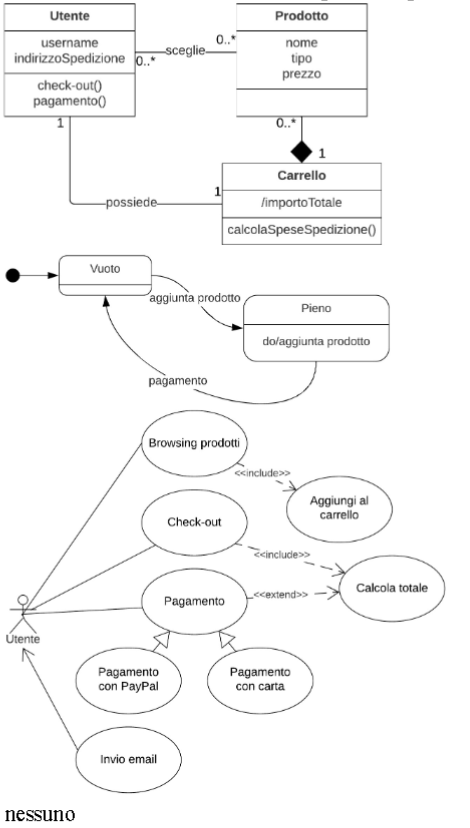 Utente
username
indirizzoSpedizione
check-out()
pagamento()
Prodotto
nome
tipo
prezzo
sceglie
0..*
0..*
0..*
1
1
1
possiede
Carrello
/importoTotale
calcolaSpeseSpedizione()
Vuoto
aggiunta prodotto
Pieno
do/aggiunta prodotto
pagamento
Browsing prodotti
<<include>>
Aggiungi al
carrello
Check-out
<<include>>
Calcola totale
Pagamento
<<extend>>
Utente
Pagamento
con PayPal
Pagamento
con carta
Invio email
nessuno